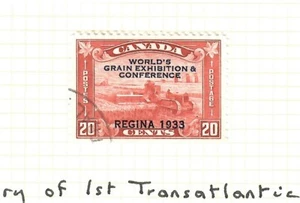 CANADA
WORLD'S
GRAIN EXHIBITION &
CONFERENCE
POSTES
POSTAGE
REGINA 1933
20 CENTS 20
ry of 1st Transatlantic